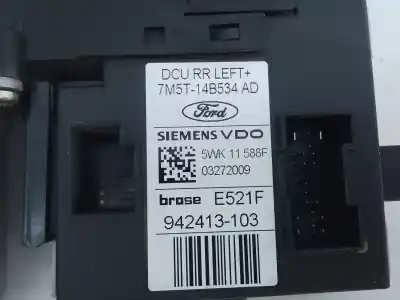 DCU RR LEFT+
7M5T-14B534 AD
Ford
SIEMENS VDO
5WK 11 588F
03272009
brose E521F
942413-103